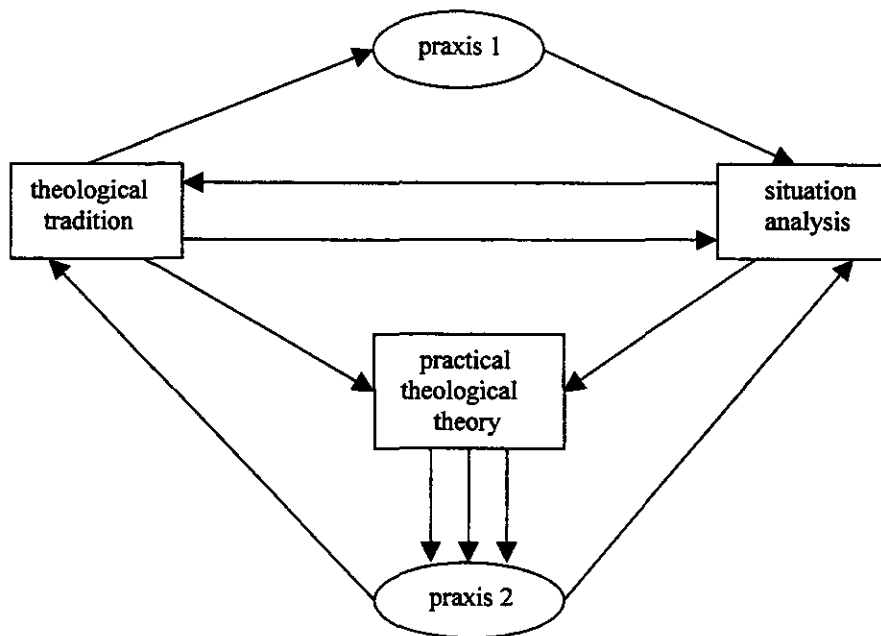 praxis 1
theological
tradition
situation
analysis
practical
theological
theory
praxis 2